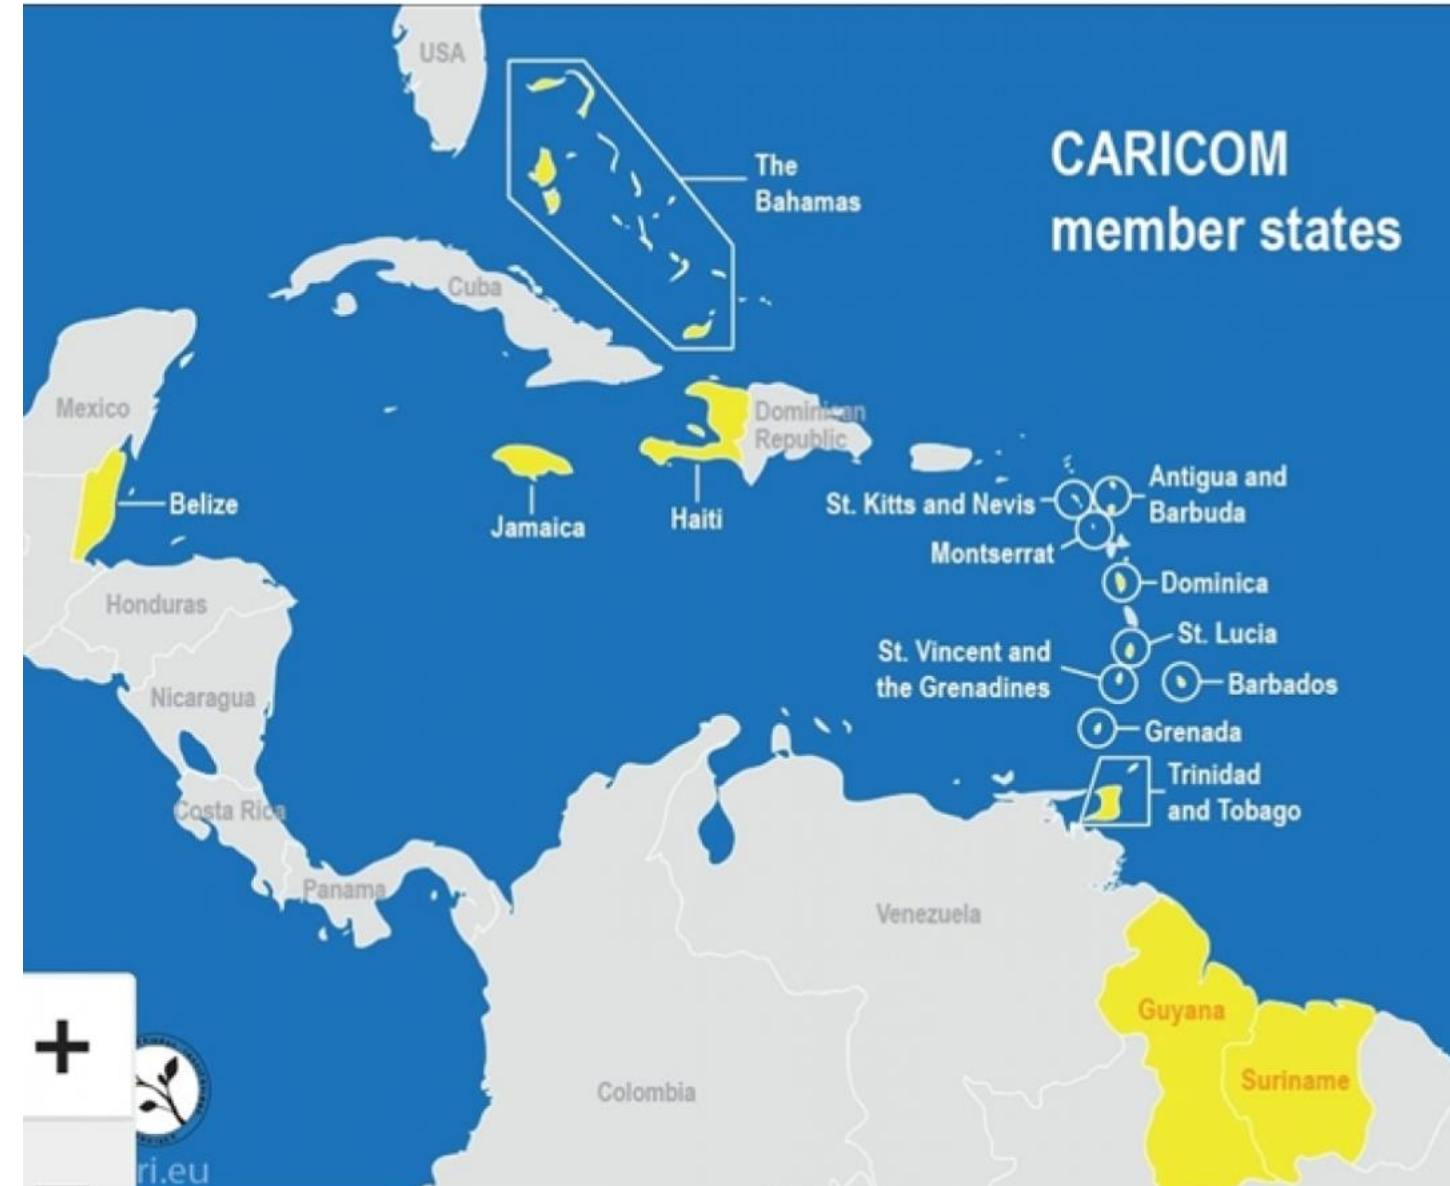 USA
CARICOM
member states
The
Bahamas
Cuba
Mexico
Dominican
Republic
Belize
Jamaica
Haiti
St. Kitts and Nevis
Antigua and
Barbuda
Montserrat
Dominica
Honduras
St. Lucia
St. Vincent and
the Grenadines
Barbados
Nicaragua
Grenada
Trinidad
and Tobago
Costa Rica
Panama
Venezuela
Guyana
Suriname
Colombia
+
ri.eu